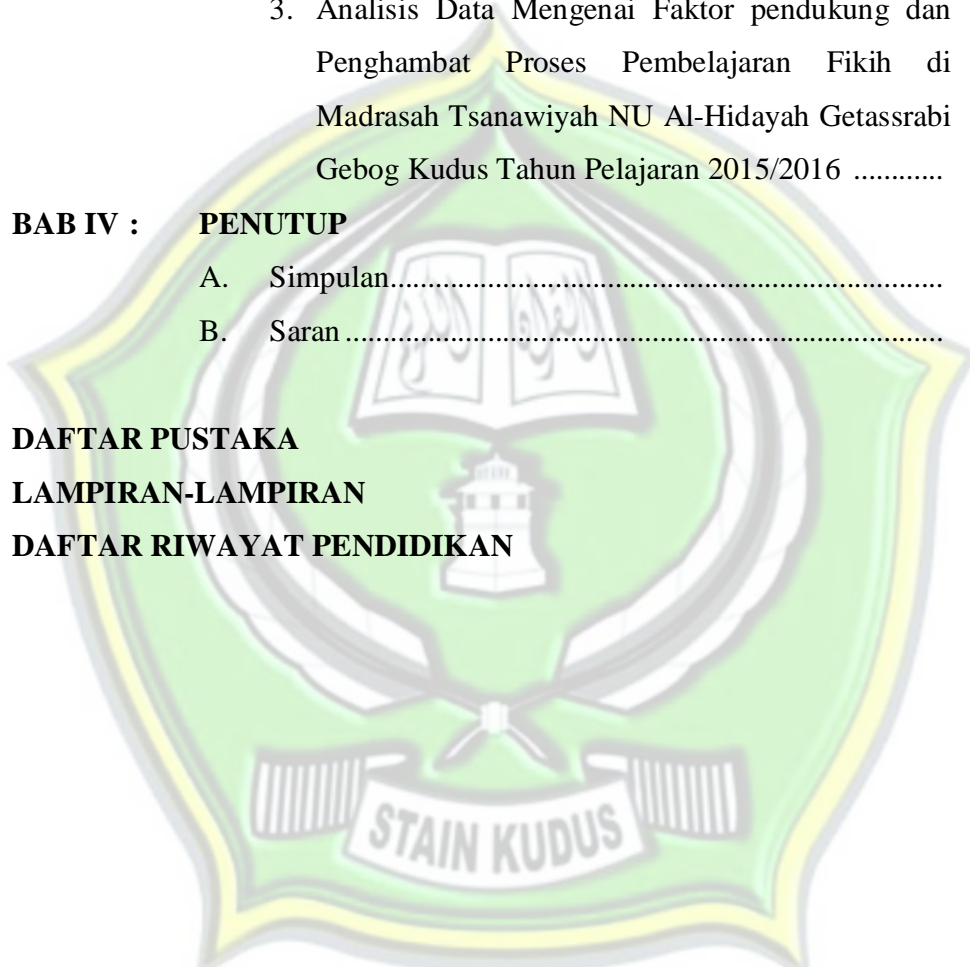 3. Analisis Data Mengenai Faktor pendukung dan
Penghambat Proses Pembelajaran Fikih di
Madrasah Tsanawiyah NU Al-Hidayah Getassrabi
Gebog Kudus Tahun Pelajaran 2015/2016 ............
BAB IV : PENUTUP
A. Simpulan..........................................................................
B. Saran ................................................................................
DAFTAR PUSTAKA
LAMPIRAN-LAMPIRAN
DAFTAR RIWAYAT PENDIDIKAN
STAIN KUDUS